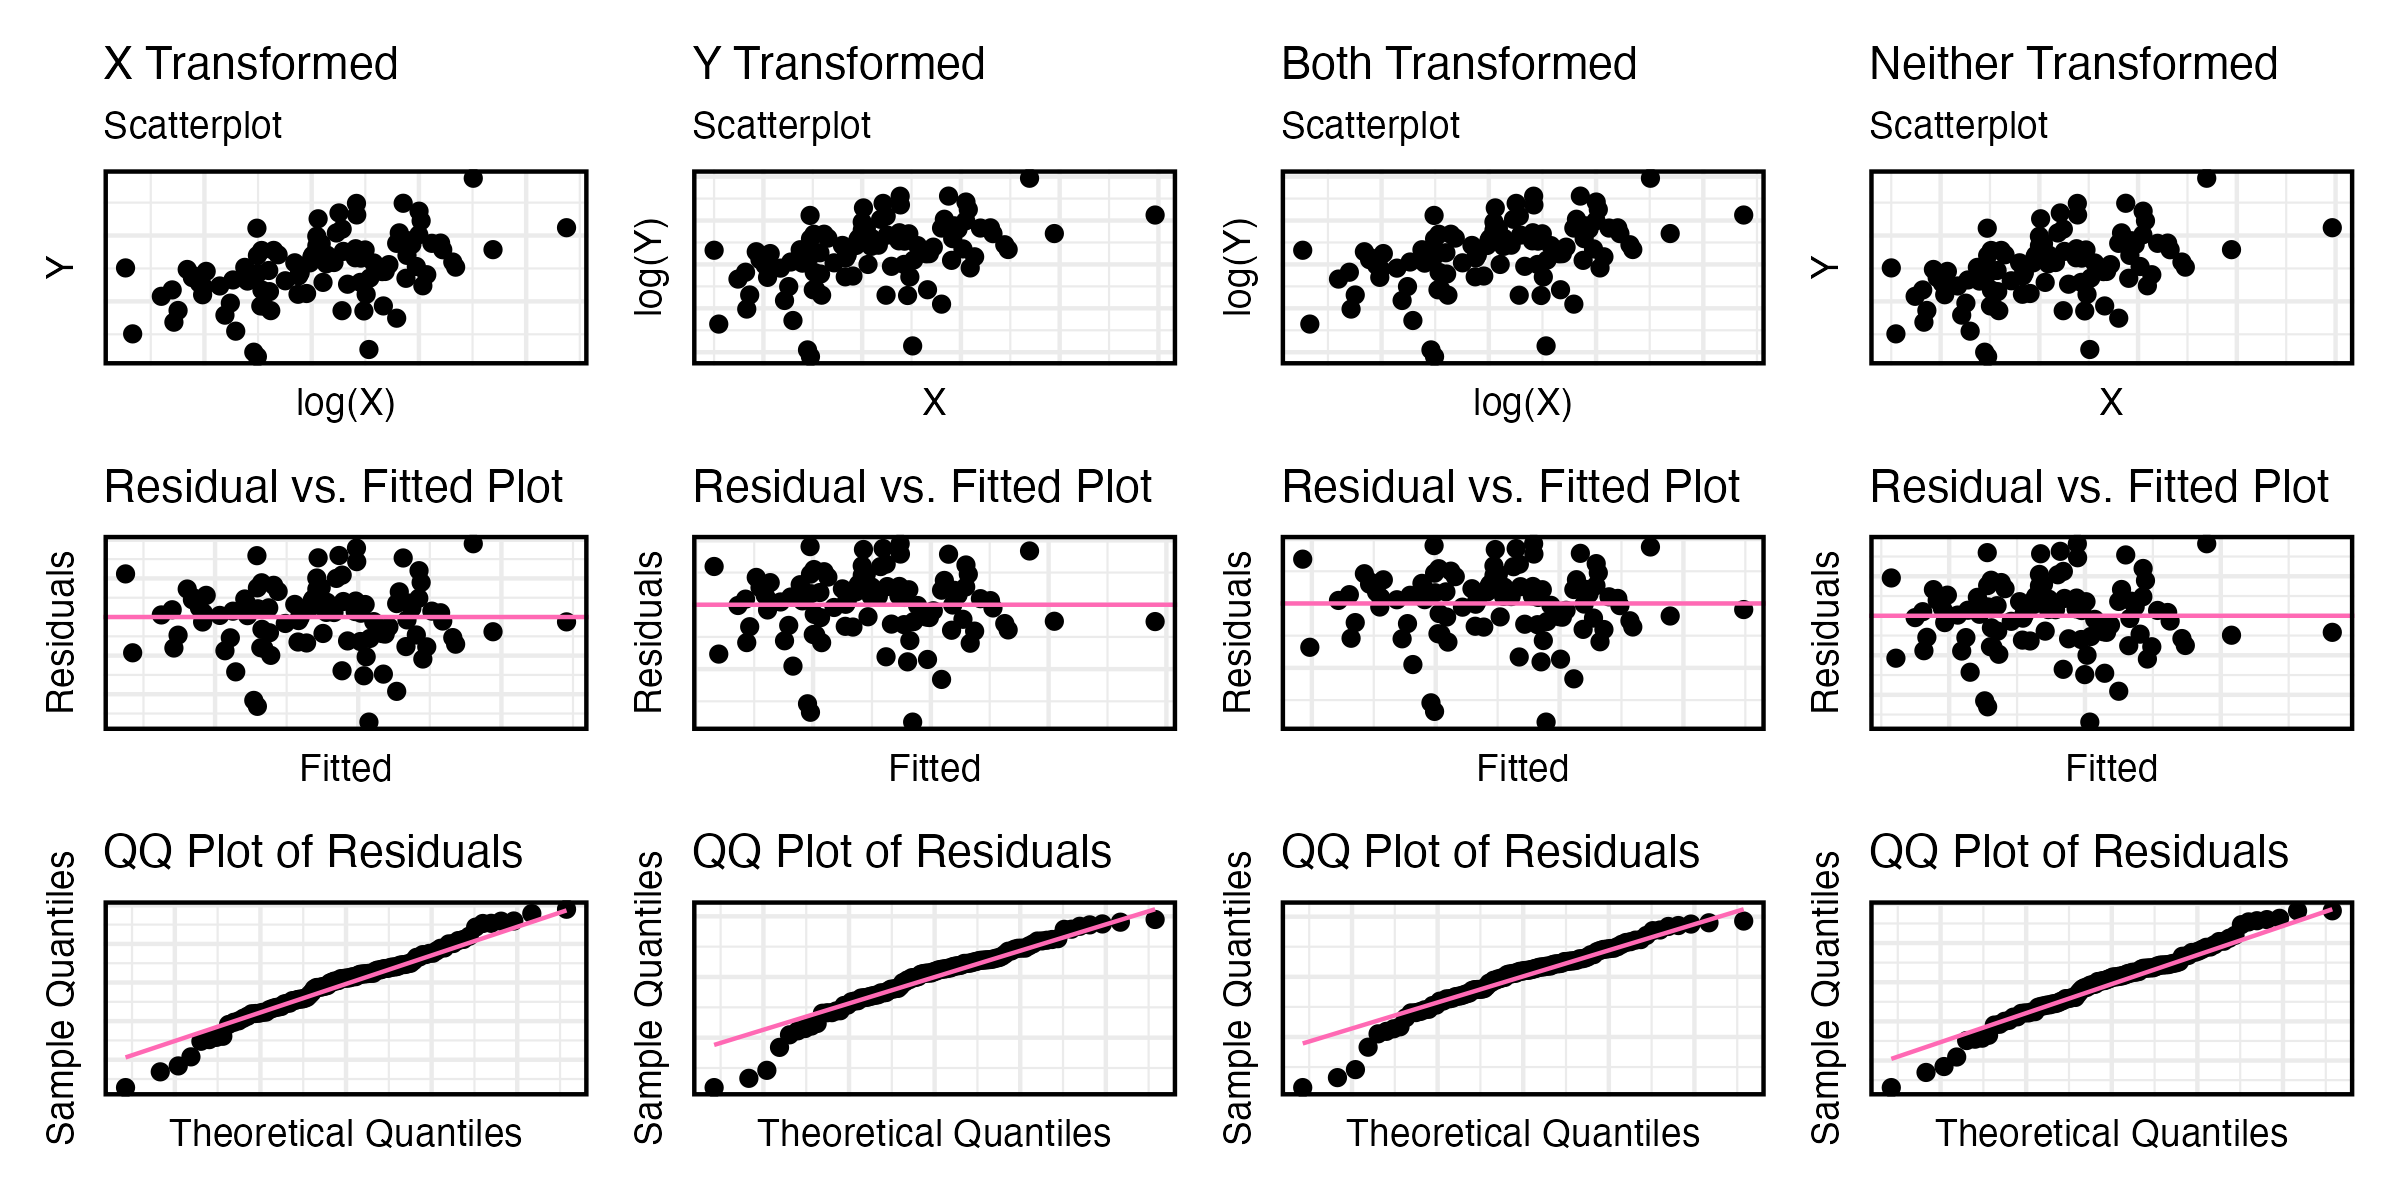 X Transformed
Y Transformed
Both Transformed
Neither Transformed
Scatterplot
Scatterplot
Scatterplot
Scatterplot
Y
log(Y)
log(Y)
Y
log(X)
X
log(X)
X
Residual vs. Fitted Plot
Residual vs. Fitted Plot
Residual vs. Fitted Plot
Residual vs. Fitted Plot
Residuals
Residuals
Residuals
Residuals
Fitted
Fitted
Fitted
Fitted
QQ Plot of Residuals
QQ Plot of Residuals
QQ Plot of Residuals
QQ Plot of Residuals
Sample Quantiles
Sample Quantiles
Sample Quantiles
Sample Quantiles
Theoretical Quantiles
Theoretical Quantiles
Theoretical Quantiles
Theoretical Quantiles